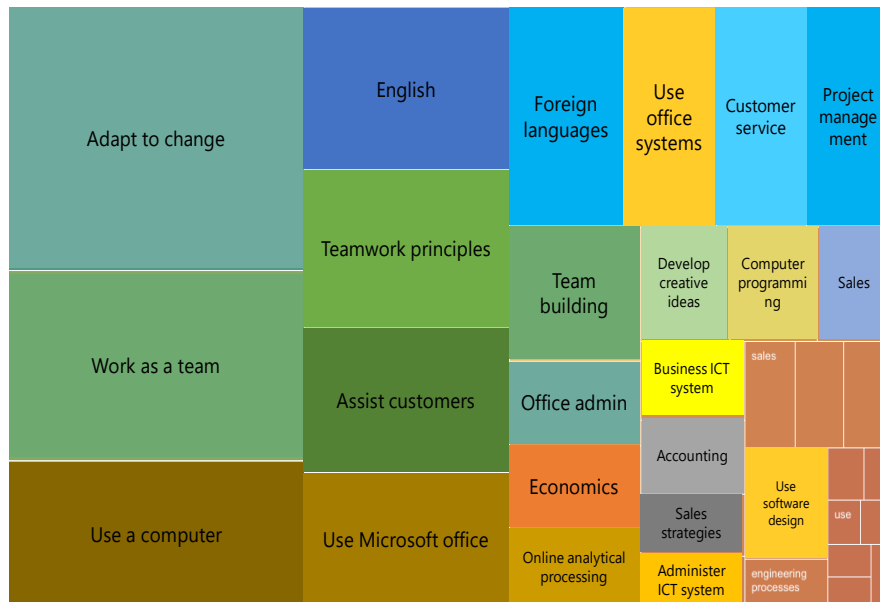 Adapt to change
Work as a team
Use a computer
English
Teamwork principles
Assist customers
Use Microsoft office
Foreign
languages
Use
office
systems
Customer
service
Project
manage
ment
Team
building
Develop
creative
ideas
Computer
programmi
ng
Sales
Office admin
Business ICT
system
sales
Accounting
Economics
Use
software
design
use
Sales
strategies
Online analytical
processing
Administer
ICT system
engineering
processes